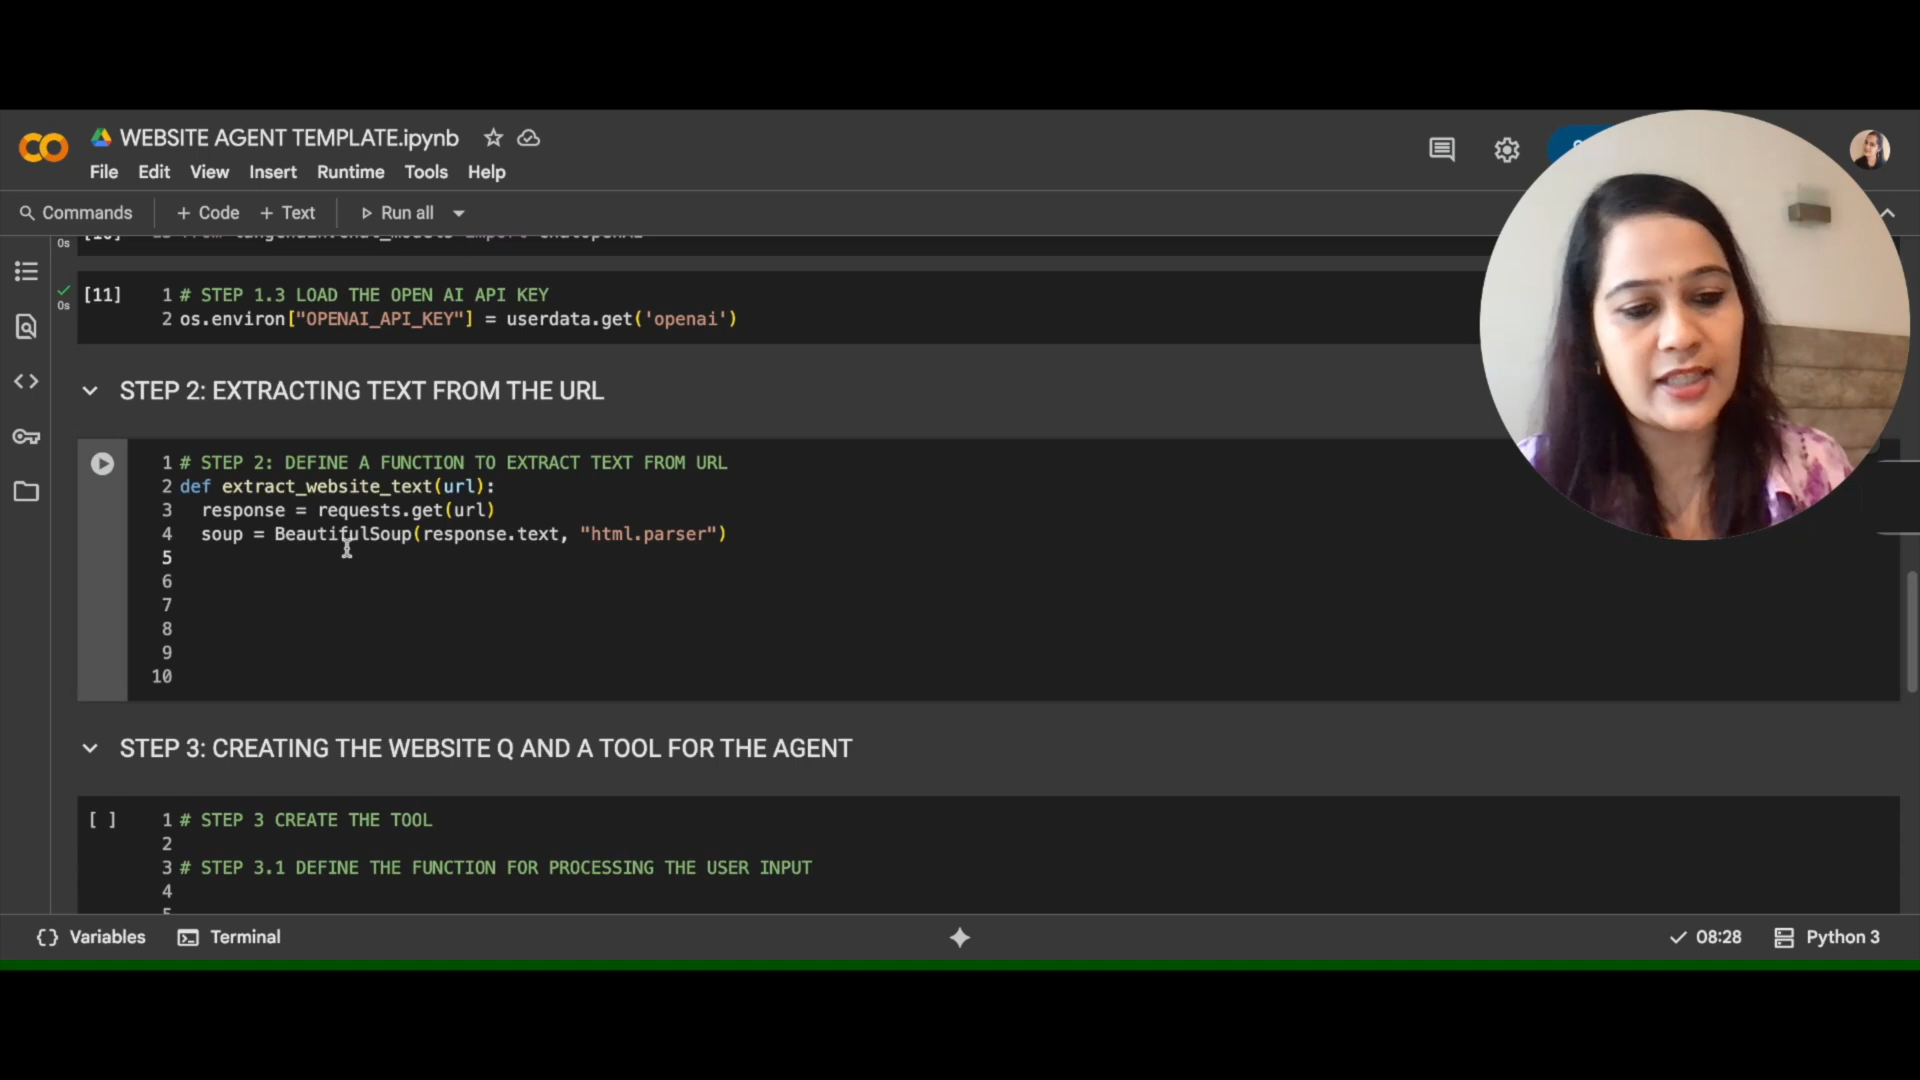 WEBSITE AGENT TEMPLATE.ipynb
File Edit View Insert Runtime Tools Help
Commands + Code + Text Run all
0s
[11] 1 # STEP 1.3 LOAD THE OPEN AI API KEY
0s
2 os.environ["OPENAI_API_KEY"] = userdata.get('openai')
STEP 2: EXTRACTING TEXT FROM THE URL
1 # STEP 2: DEFINE A FUNCTION TO EXTRACT TEXT FROM URL
2 def extract_website_text(url):
3 response = requests.get(url)
4 soup = BeautifulSoup(response.text, "html.parser")
5
6
7
8
9
10
STEP 3: CREATING THE WEBSITE Q AND A TOOL FOR THE AGENT
[ ] 1 # STEP 3 CREATE THE TOOL
2
3 # STEP 3.1 DEFINE THE FUNCTION FOR PROCESSING THE USER INPUT
4
{} Variables Terminal 08:28 Python 3